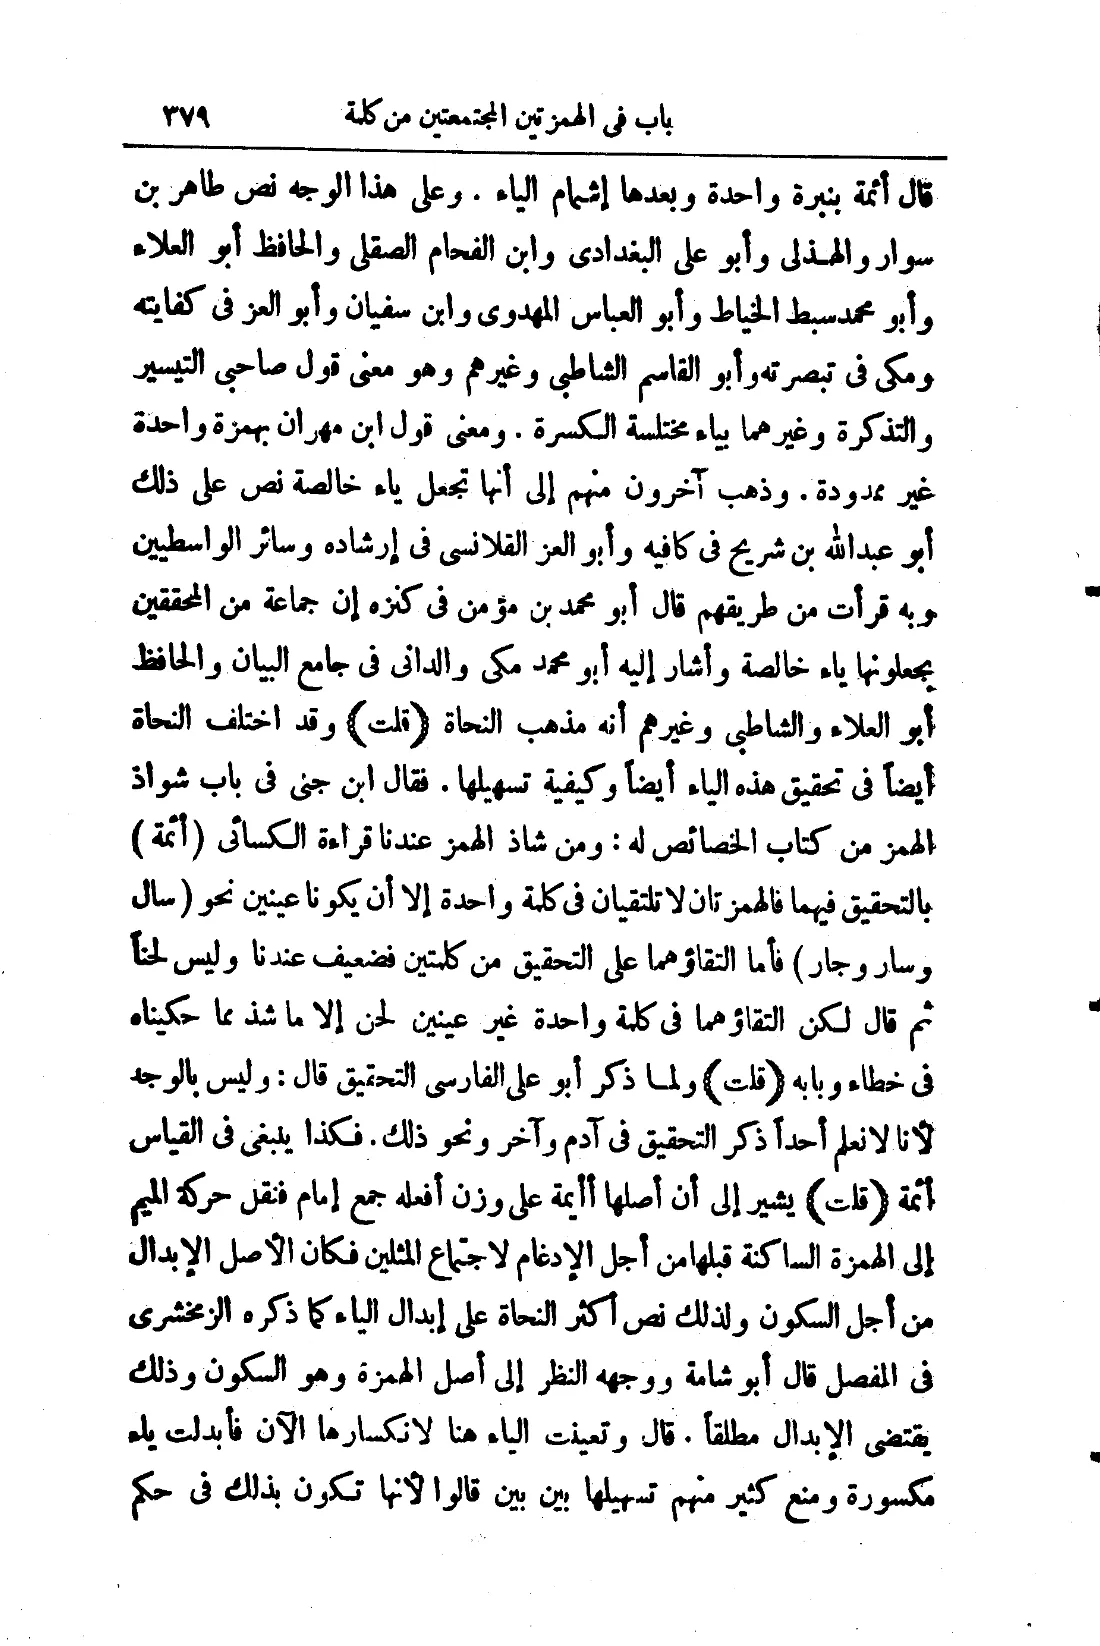 باب في الهمزتين المجتمعتين من كلمة ٣٧٩
قال أئمة بنبرة واحدة وبعدها إشمام الياء . وعلى هذا الوجه نص طاهر بن
سوار والهـذلى وأبو على البغدادى وابن الفحام الصقلى والحافظ أبو العلاء
وأبو محمد سبط الخياط وأبو العباس المهدوى وابن سفيان وأبو العز فى كفايته
ومكى فى تبصرته وأبو القاسم الشاطبي وغيرهم وهو معنى قول صاحبي التيسير
والتذكرة وغيرهما بياء مختلسة الكسرة . ومعنى قول ابن مهران بهمزة واحدة
غير ممدودة . وذهب آخرون منهم إلى أنها تجعل ياء خالصة نص على ذلك
أبو عبدالله بن شريح فى كافيه وأبو العز القلانسى فى إرشاده وسائر الواسطيين
وبه قرأت من طريقهم قال أبو محمد بن مؤمن فى كنزه إن جماعة من المحققين
يجعلونها ياء خالصة وأشار إليه أبو محمد مكى والدانى فى جامع البيان والحافظ
أبو العلاء والشاطبي وغيرهم أنه مذهب النحاة (قلت) وقد اختلف النحاة
أيضاً فى تحقيق هذه الياء أيضاً وكيفية تسهيلها . فقال ابن جنى فى باب شواذ
الهمز من كتاب الخصائص له : ومن شاذ الهمز عندنا قراءة الكسائى (أئمة)
بالتحقيق فيهما فالهمزتان لا تلتقيان فى كلمة واحدة إلا أن يكونا عينين نحو (سال
وسار وجار) فأما التقاؤهما على التحقيق من كلمتين فضعيف عندنا وليس لحناً
ثم قال لكن التقاؤهما فى كلمة واحدة غير عينين لحن إلا ما شذ مما حكيناه
فى خطاء وبابه (قلت) ولما ذكر أبو على الفارسى التحقيق قال : وليس بالوجد
لأنا لا نعلم أحداً ذكر التحقيق فى آدم وآخر ونحو ذلك . فكذا ينبغى فى القياس
أئمة (قلت) يشير إلى أن أصلها أأيمة على وزن أفعله جمع إمام فنقل حركة الميم
إلى الهمزة الساكنة قبلها من أجل الإدغام لاجتماع المثلين فكان الأصل الإبدال
من أجل السكون ولذلك نص أكثر النحاة على إبدال الياء كما ذكره الزمخشرى
فى المفصل قال أبو شامة ووجهه النظر إلى أصل الهمزة وهو السكون وذلك
يقتضى الإبدال مطلقاً . قال وتعينت الياء هنا لانكسارها الآن فأبدلت ياء
مكسورة ومنع كثير منهم تسهيلها بين بين قالوا لأنها تكون بذلك فى حكم